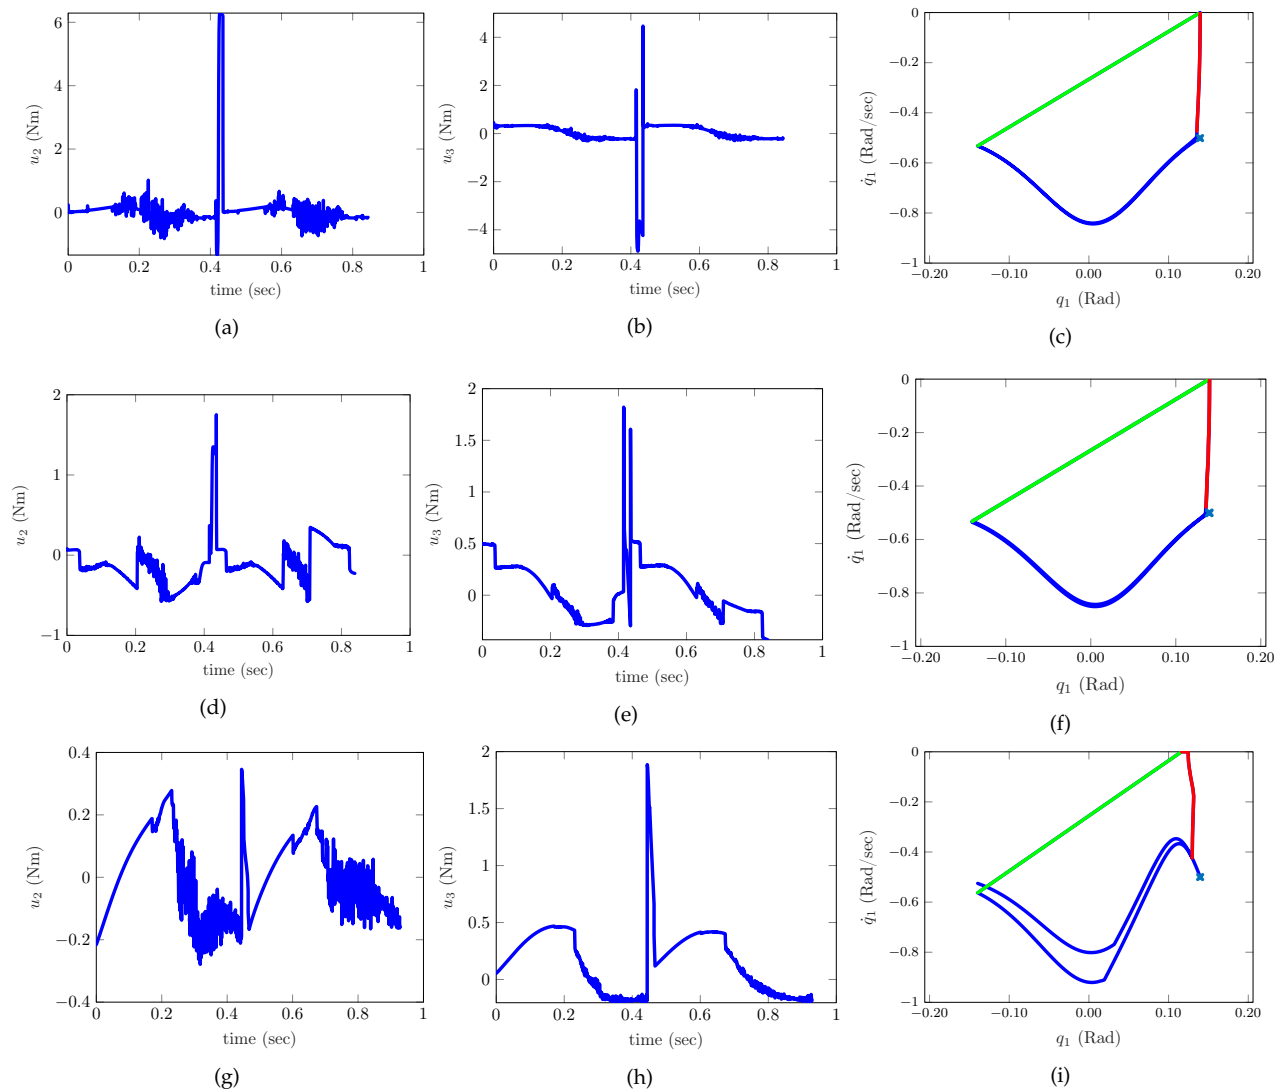 6
4
2
0
u₂ (Nm)
0 0.2 0.4 0.6 0.8 1
time (sec)
(a)
4
2
0
−2
−4
u₃ (Nm)
0 0.2 0.4 0.6 0.8 1
time (sec)
(b)
0
−0.2
−0.4
−0.6
−0.8
−1
q̇₁ (Rad/sec)
−0.20 −0.10 0.00 0.10 0.20
q₁ (Rad)
(c)
2
1
0
−1
u₂ (Nm)
0 0.2 0.4 0.6 0.8 1
time (sec)
(d)
2
1.5
1
0.5
0
u₃ (Nm)
0 0.2 0.4 0.6 0.8 1
time (sec)
(e)
0
−0.2
−0.4
−0.6
−0.8
−1
q̇₁ (Rad/sec)
−0.20 −0.10 0.00 0.10 0.20
q₁ (Rad)
(f)
0.4
0.2
0
−0.2
−0.4
u₂ (Nm)
0 0.2 0.4 0.6 0.8 1
time (sec)
(g)
2
1.5
1
0.5
0
u₃ (Nm)
0 0.2 0.4 0.6 0.8 1
time (sec)
(h)
0
−0.2
−0.4
−0.6
−0.8
−1
q̇₁ (Rad/sec)
−0.20 −0.10 0.00 0.10 0.20
q₁ (Rad)
(i)